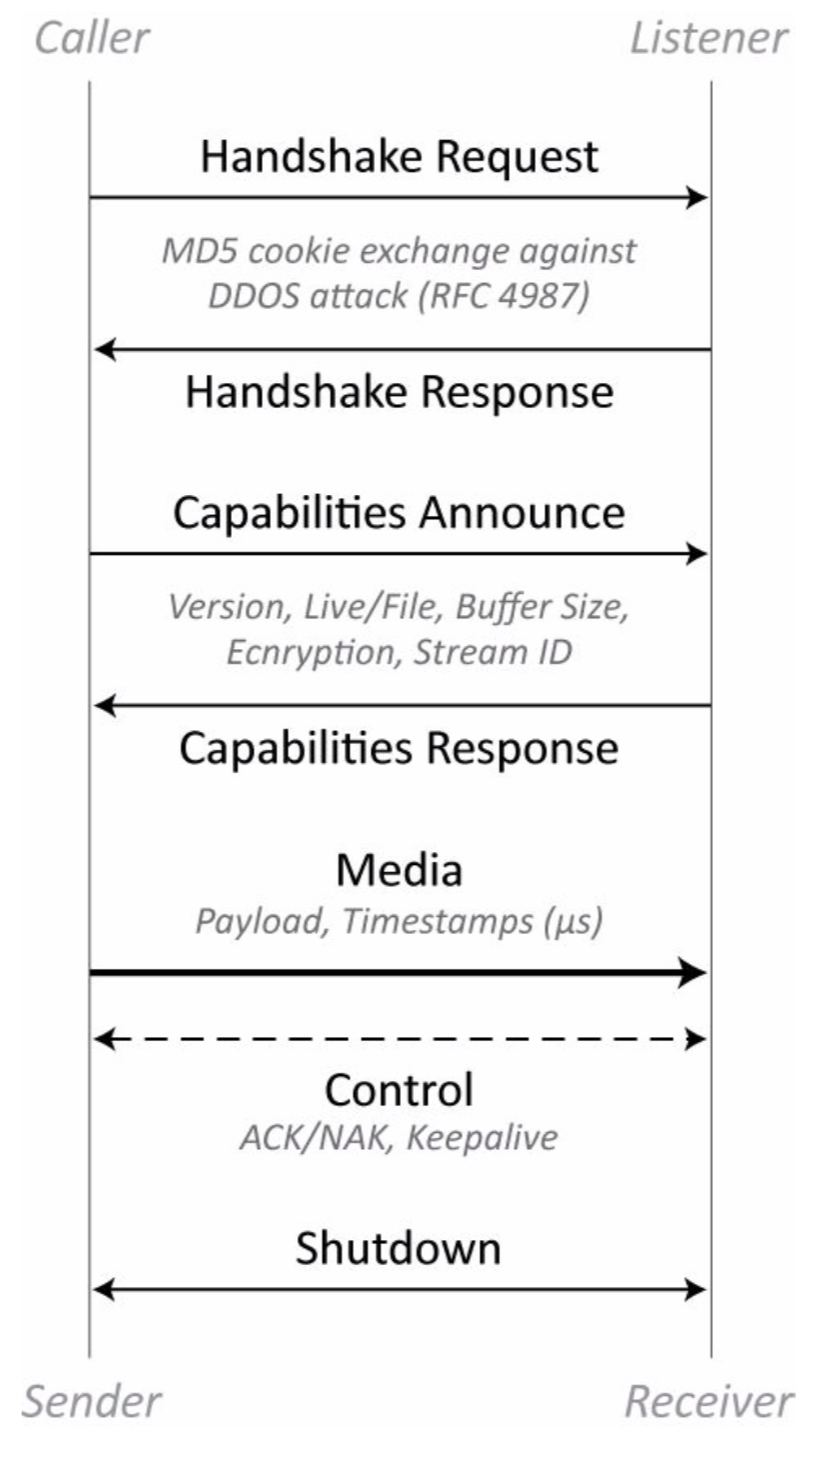 Caller
Listener
Handshake Request
MD5 cookie exchange against
DDOS attack (RFC 4987)
Handshake Response
Capabilities Announce
Version, Live/File, Buffer Size,
Ecnryption, Stream ID
Capabilities Response
Media
Payload, Timestamps (μs)
Control
ACK/NAK, Keepalive
Shutdown
Sender
Receiver